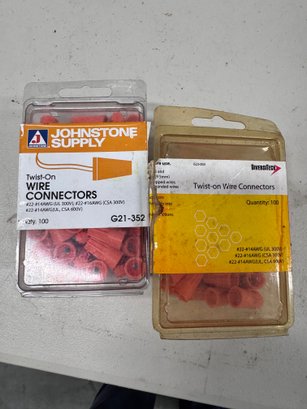 JOHNSTONE
SUPPLY
Twist-On
WIRE
CONNECTORS
#22-#14AWG (UL 300V); #22-#16AWG (CSA 300V)
#22-#14AWG(UL, CSA 600V)
Qty. 100
G21-352
DIVERSITECH
Twist-on Wire Connectors
Quantity: 100
#22-#14AWG (UL 300V)
#22-#16AWG (CSA 300V)
#22-#14AWG(UL, CSA 600V)